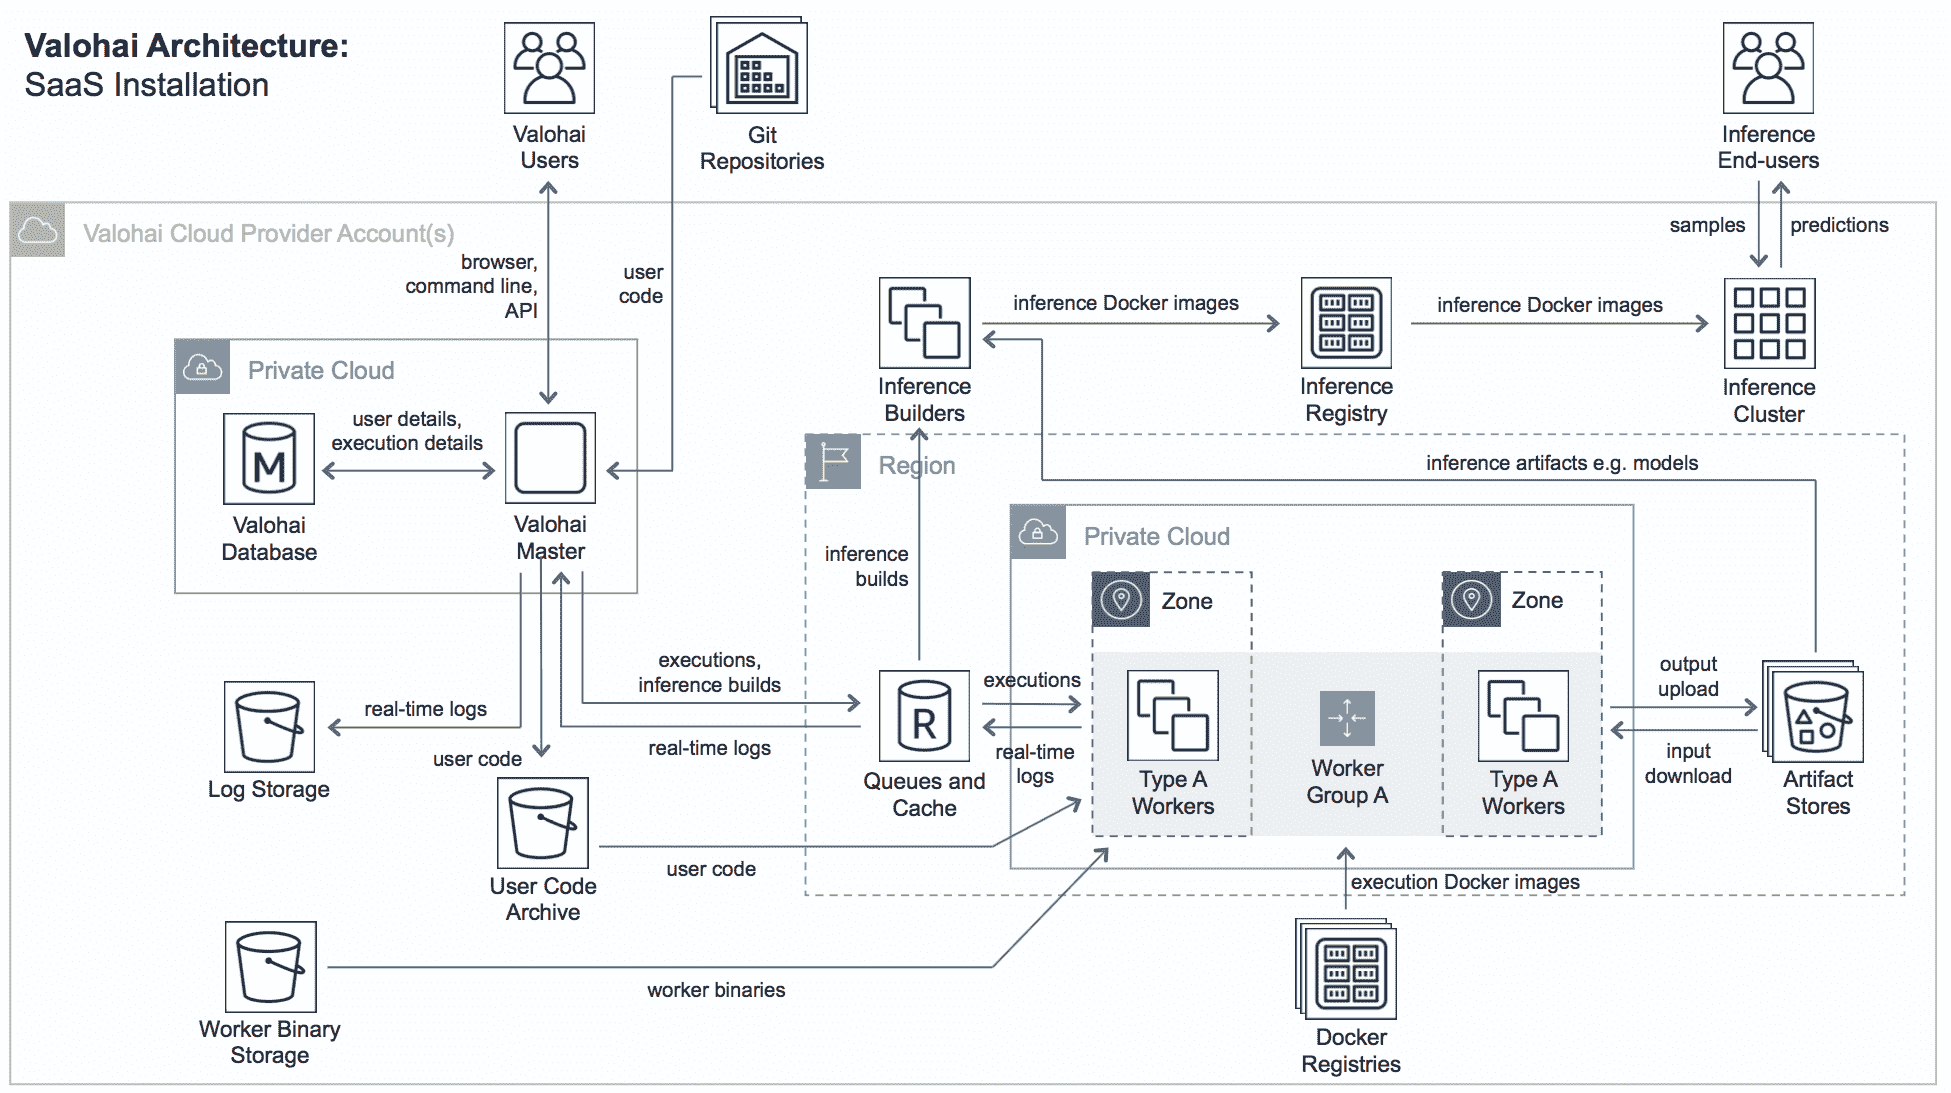 Valohai Architecture:
SaaS Installation
Valohai
Users
Git
Repositories
Inference
End-users
Valohai Cloud Provider Account(s)
samples
predictions
browser,
command line,
API
user
code
inference Docker images
inference Docker images
Private Cloud
Inference
Builders
Inference
Registry
Inference
Cluster
user details,
execution details
M
Valohai
Database
Valohai
Master
Region
inference artifacts e.g. models
inference
builds
Private Cloud
Zone
Zone
executions,
inference builds
executions
output
upload
real-time logs
R
real-time logs
real-time
logs
input
download
user code
Log Storage
Queues and
Cache
Type A
Workers
Worker
Group A
Type A
Workers
Artifact
Stores
user code
User Code
Archive
execution Docker images
worker binaries
Worker Binary
Storage
Docker
Registries